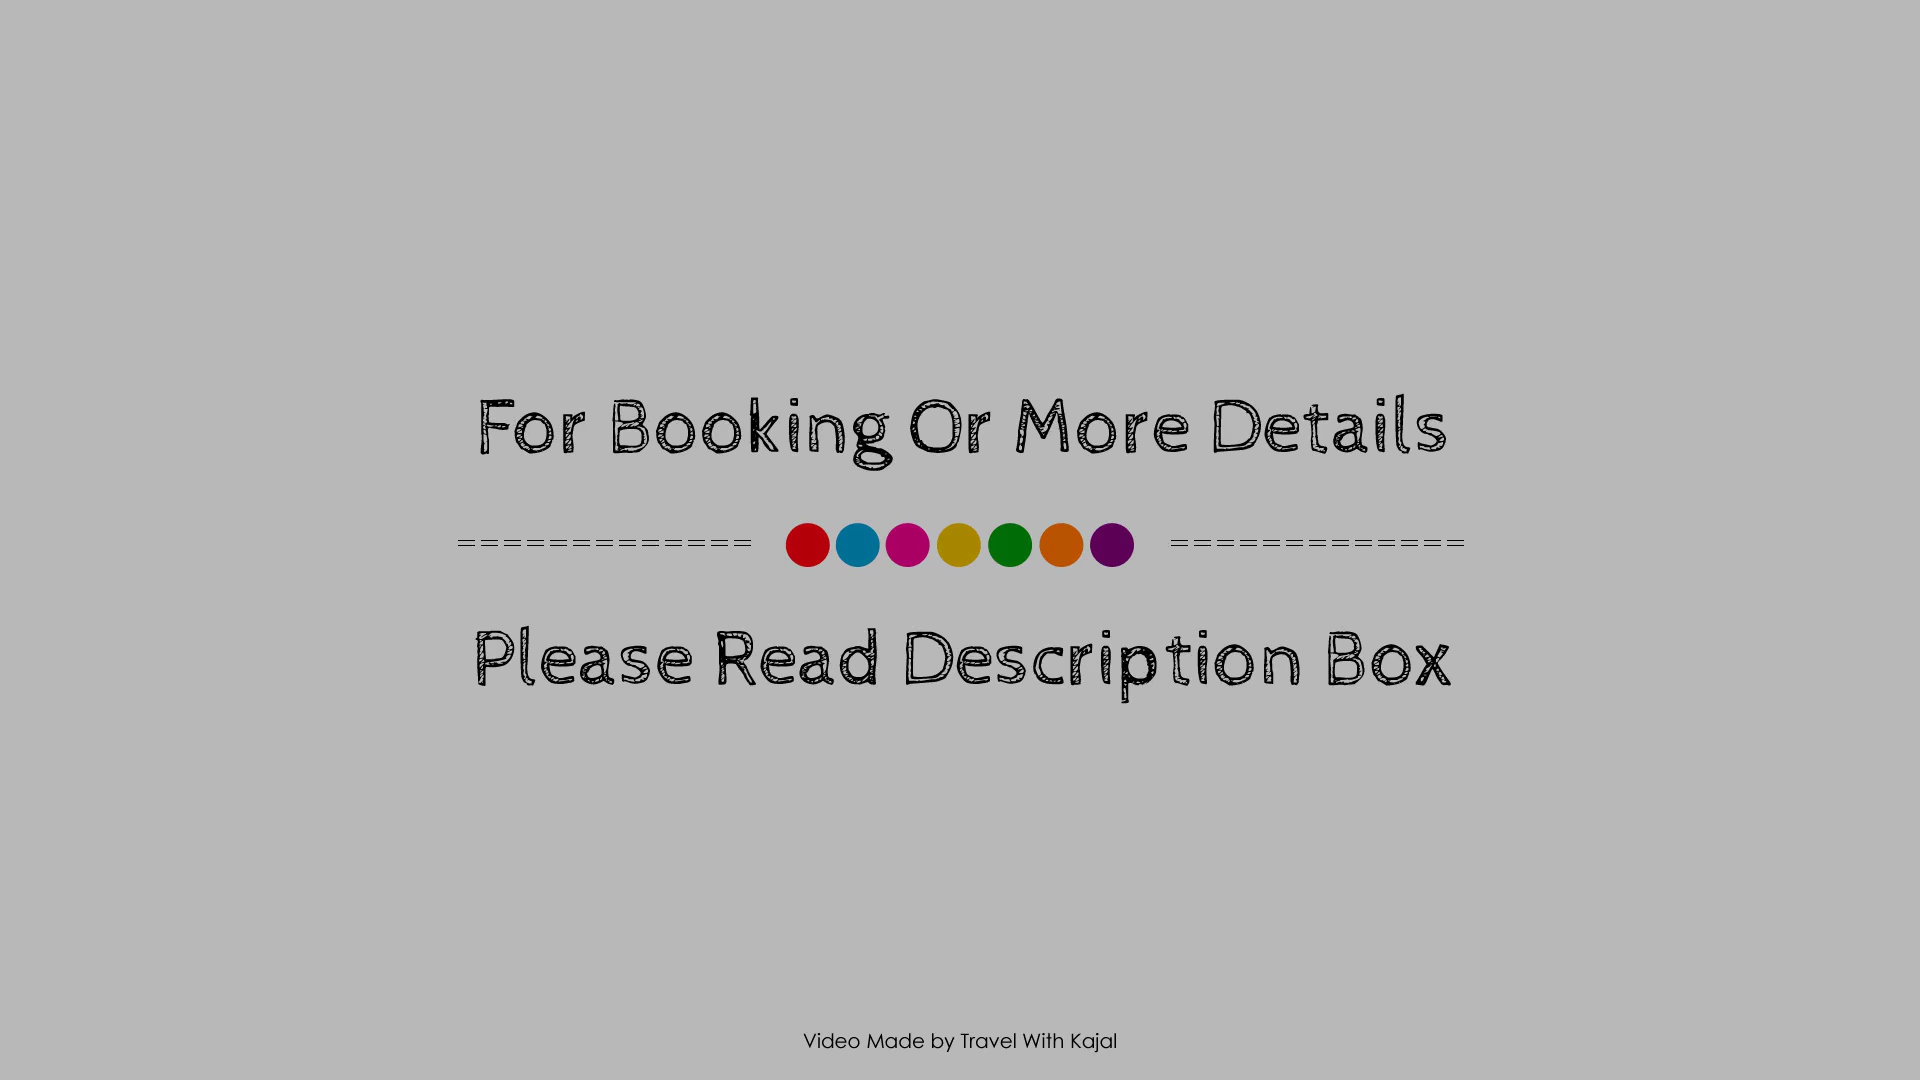 For Booking Or More Details
============= =============
Please Read Description Box
Video Made by Travel With Kajal